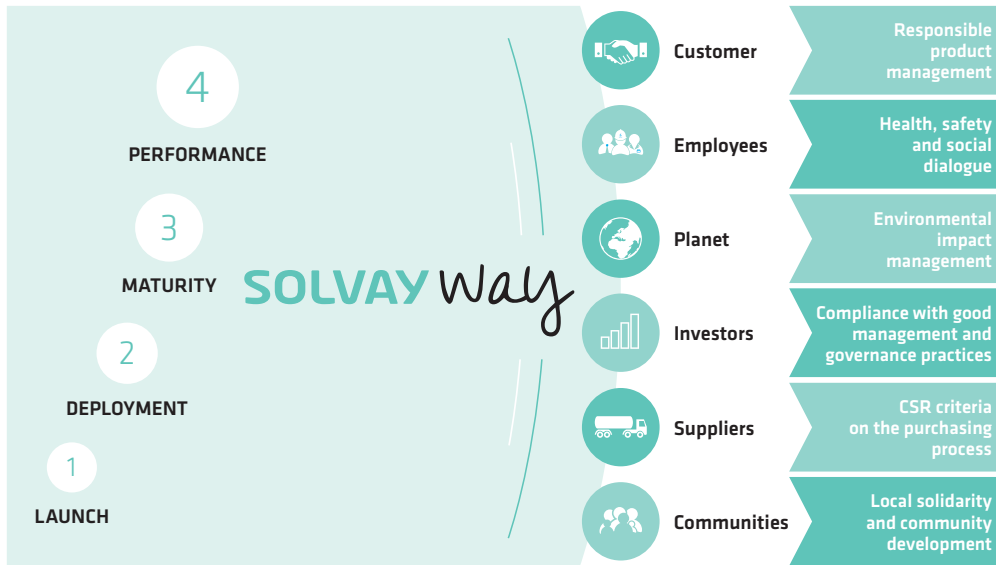 4
PERFORMANCE
3
MATURITY
2
DEPLOYMENT
1
LAUNCH
SOLVAY way
Customer
Responsible
product
management
Employees
Health, safety
and social
dialogue
Planet
Environmental
impact
management
Investors
Compliance with good
management and
governance practices
Suppliers
CSR criteria
on the purchasing
process
Communities
Local solidarity
and community
development